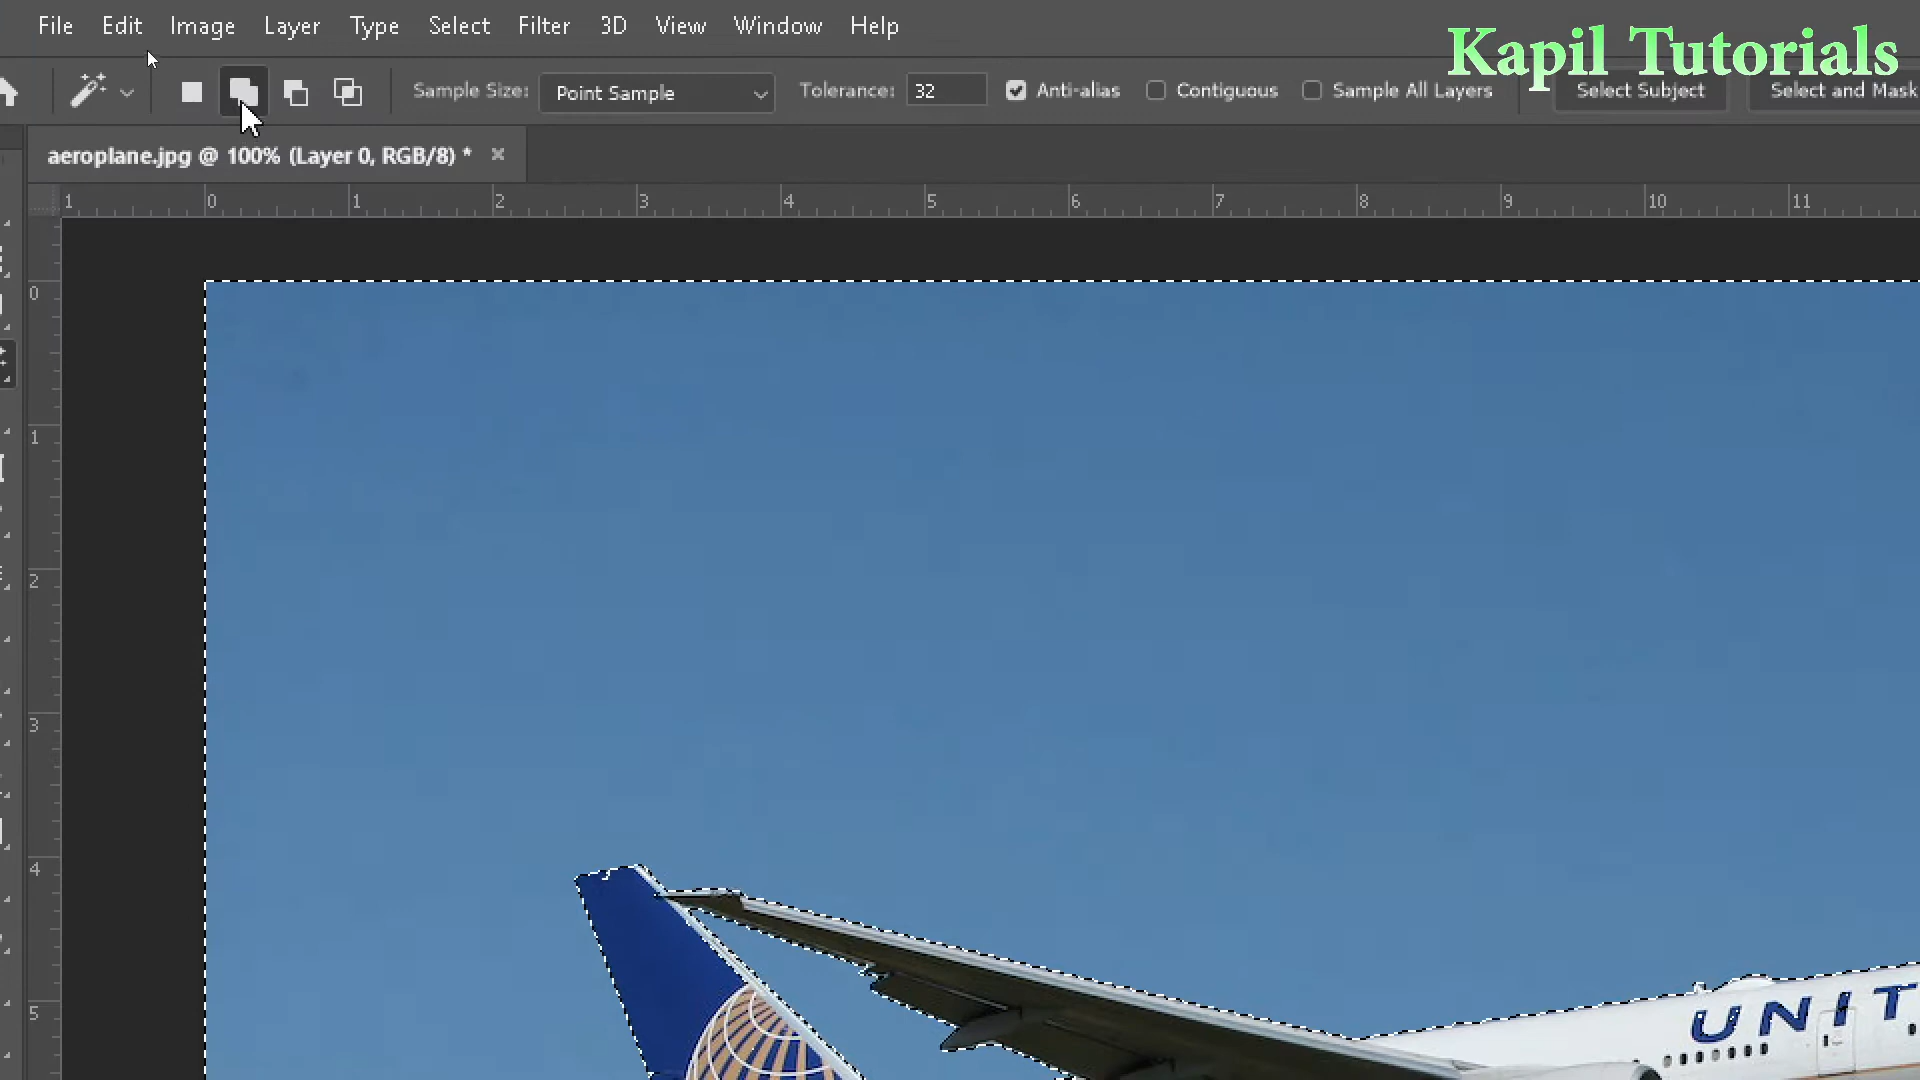 File Edit Image Layer Type Select Filter 3D View Window Help
Kapil Tutorials
Sample Size: Point Sample Tolerance: 32 Anti-alias Contiguous Sample All Layers Select Subject Select and Mask
aeroplane.jpg @ 100% (Layer 0, RGB/8) * ×
1 0 1 2 3 4 5 6 7 8 9 10 11
0
1
2
3
4
5
UNIT